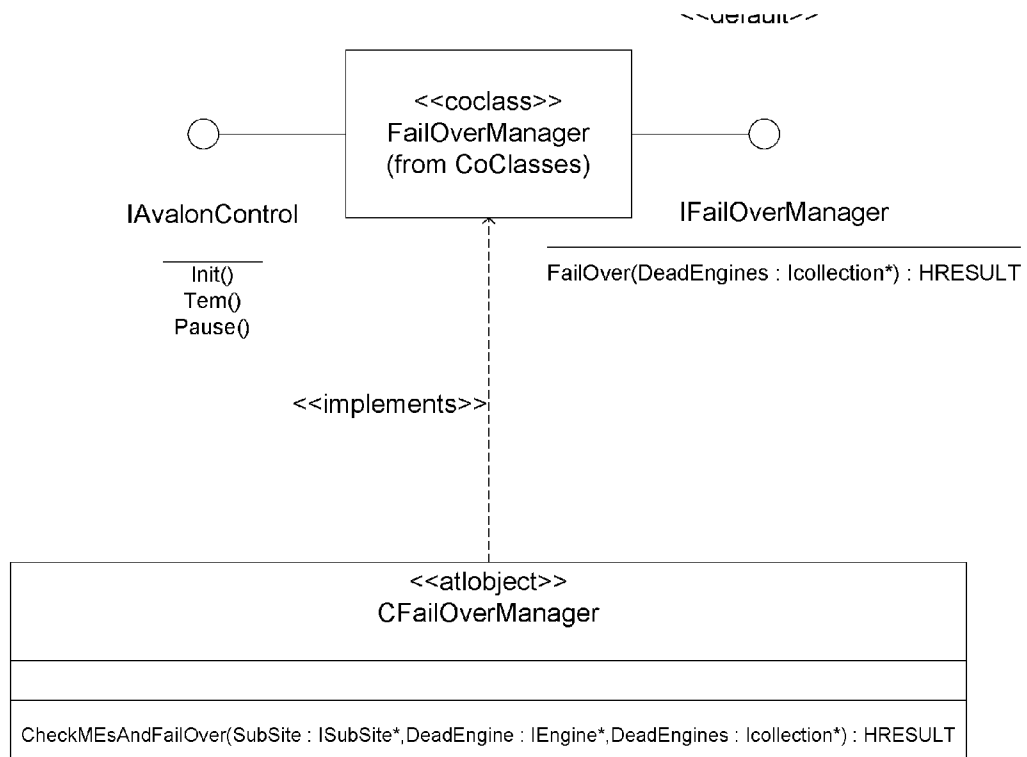 <<default>>
<<coclass>>
FailOverManager
(from CoClasses)
IAvalonControl
IFailOverManager
Init()
Tem()
Pause()
FailOver(DeadEngines : Icollection*) : HRESULT
<<implements>>
<<atlobject>>
CFailOverManager
CheckMEsAndFailOver(SubSite : ISubSite*,DeadEngine : IEngine*,DeadEngines : Icollection*) : HRESULT